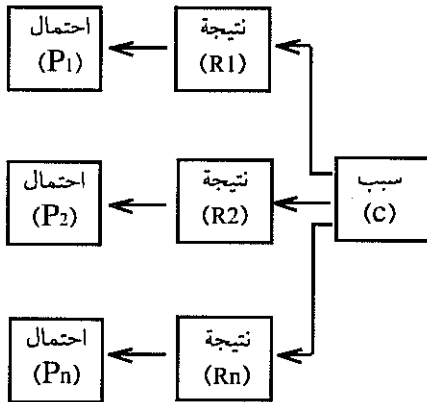 نتيجة
(R1)
احتمال
(P1)
سبب
(C)
نتيجة
(R2)
احتمال
(P2)
نتيجة
(Rn)
احتمال
(Pn)